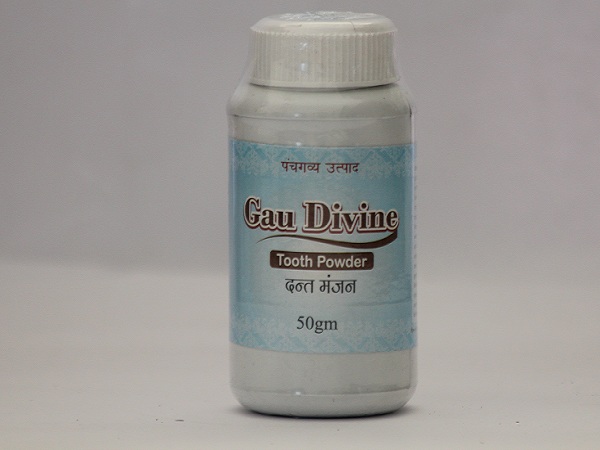 पंचगव्य उत्पाद
Gau Divine
Tooth Powder
दन्त मंजन
50gm